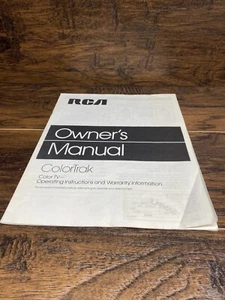 RCA
Owner's
Manual
ColorTrak
Color TV—
Operating Instructions and Warranty Information